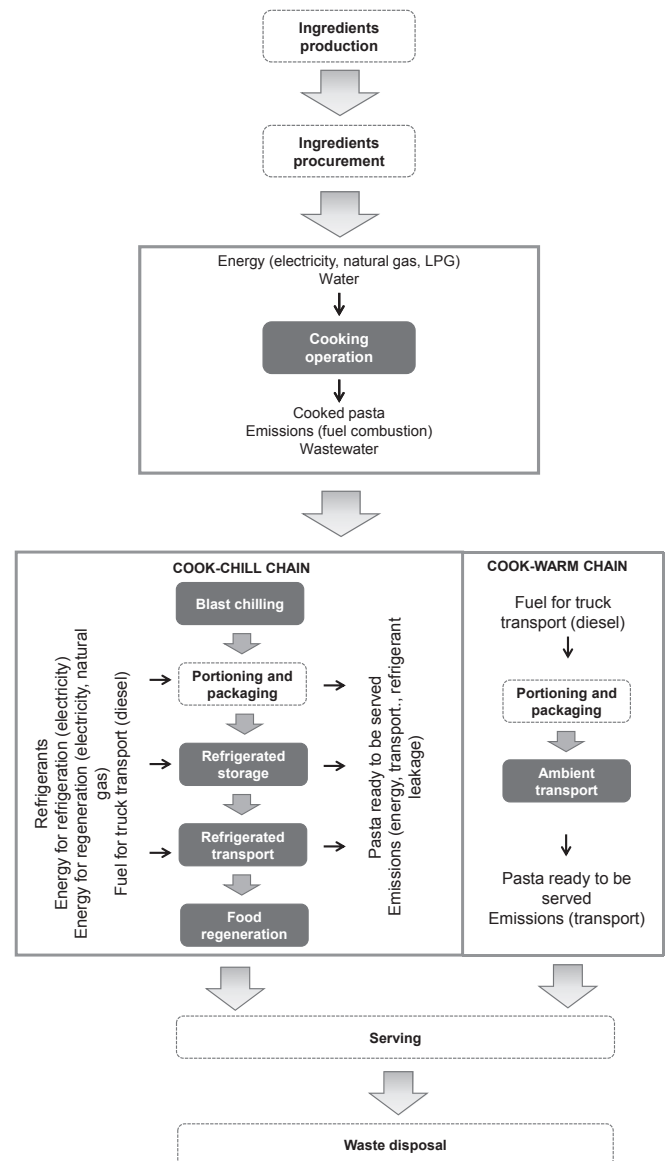 Ingredients
production
Ingredients
procurement
Energy (electricity, natural gas, LPG)
Water
Cooking
operation
Cooked pasta
Emissions (fuel combustion)
Wastewater
COOK-CHILL CHAIN
Blast chilling
Portioning and
packaging
Refrigerated
storage
Refrigerated
transport
Food
regeneration
Refrigerants
Energy for refrigeration (electricity)
Energy for regeneration (electricity, natural
gas)
Fuel for truck transport (diesel)
Pasta ready to be served
Emissions (energy, transport., refrigerant
leakage)
COOK-WARM CHAIN
Fuel for truck
transport (diesel)
Portioning and
packaging
Ambient
transport
Pasta ready to be
served
Emissions (transport)
Serving
Waste disposal